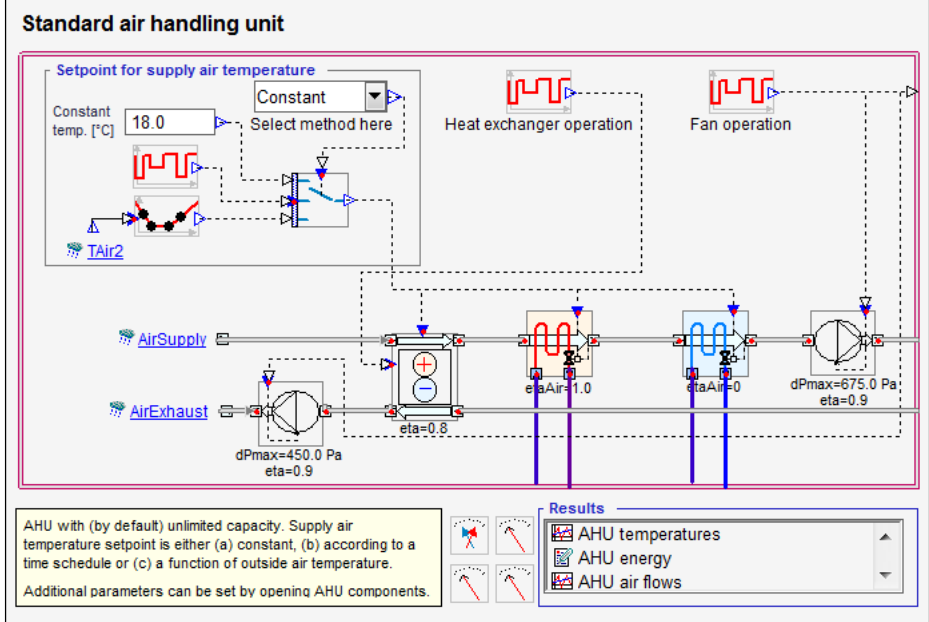 Standard air handling unit
Setpoint for supply air temperature
Constant
temp. [°C]
18.0
Constant
Select method here
Heat exchanger operation
Fan operation
TAir2
AirSupply
AirExhaust
etaAir=1.0
etaAir=0
dPmax=675.0 Pa
eta=0.9
eta=0.8
dPmax=450.0 Pa
eta=0.9
AHU with (by default) unlimited capacity. Supply air
temperature setpoint is either (a) constant, (b) according to a
time schedule or (c) a function of outside air temperature.
Additional parameters can be set by opening AHU components.
Results
AHU temperatures
AHU energy
AHU air flows